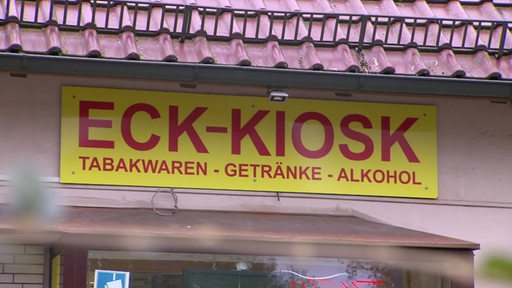 ECK-KIOSK
TABAKWAREN - GETRÄNKE - ALKOHOL